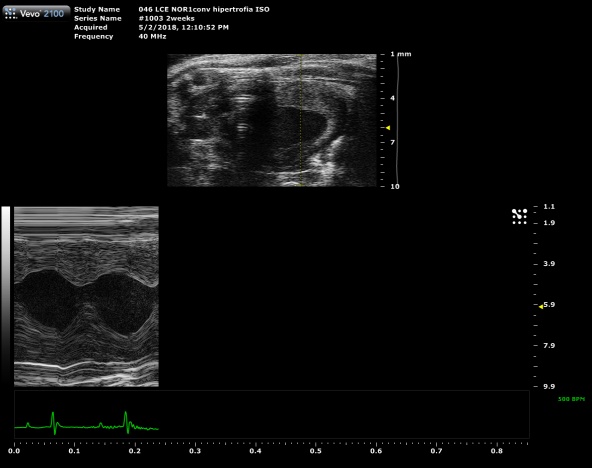 Vevo 2100
Study Name 046 LCE NOR1conv hipertrofia ISO
Series Name #1003 2weeks
Acquired 5/2/2018, 12:10:52 PM
Frequency 40 MHz
1 mm
4
7
10
1.1
1.9
3.9
5.9
7.9
9.9
500 BPM
0.0 0.1 0.2 0.3 0.4 0.5 0.6 0.7 0.8